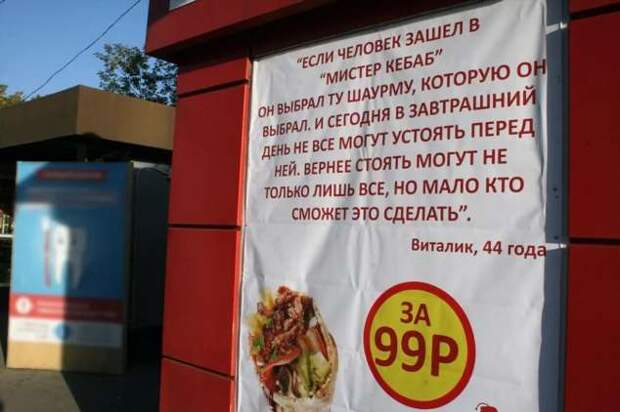 “ЕСЛИ ЧЕЛОВЕК ЗАШЕЛ В
“МИСТЕР КЕБАБ”
ОН ВЫБРАЛ ТУ ШАУРМУ, КОТОРУЮ ОН
ВЫБРАЛ. И СЕГОДНЯ В ЗАВТРАШНИЙ
ДЕНЬ НЕ ВСЕ МОГУТ УСТОЯТЬ ПЕРЕД
НЕЙ. ВЕРНЕЕ СТОЯТЬ МОГУТ НЕ
ТОЛЬКО ЛИШЬ ВСЕ, НО МАЛО КТО
СМОЖЕТ ЭТО СДЕЛАТЬ”.
Виталик, 44 года
ЗА
99Р